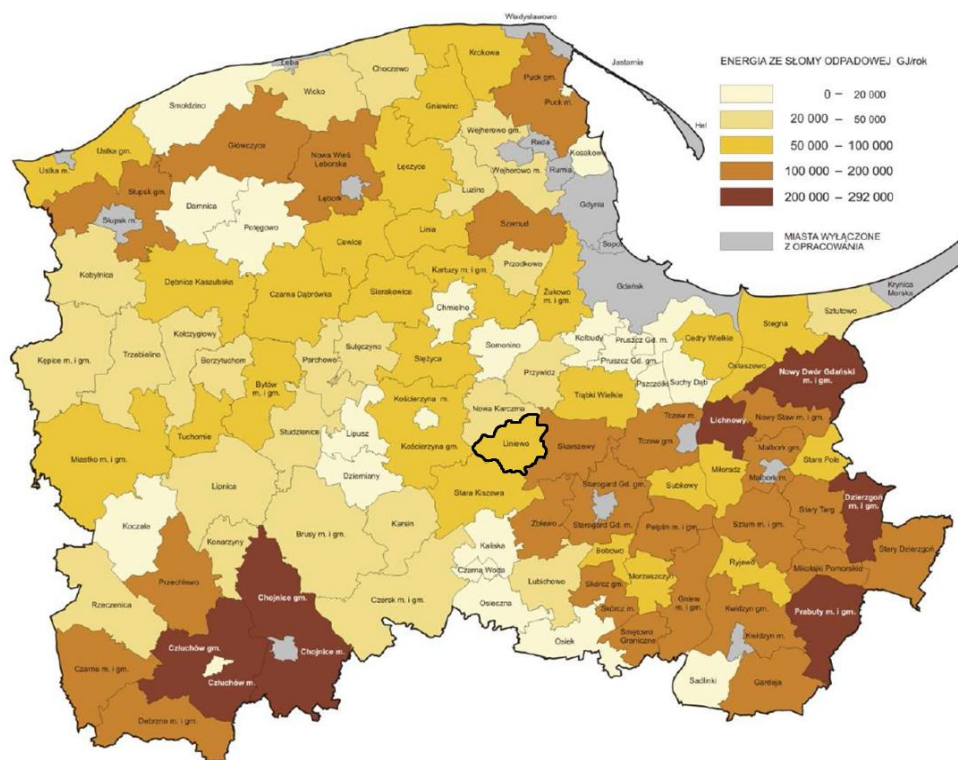 Władysławowo
Jastarnia
Hel
ENERGIA ZE SŁOMY ODPADOWEJ GJ/rok
0 – 20 000
20 000 – 50 000
50 000 – 100 000
100 000 – 200 000
200 000 – 292 000
MIASTA WYŁĄCZONE
Z OPRACOWANIA
Krokowa
Puck gm.
Puck m.
Łeba
Choczewo
Wicko
Smołdzino
Gniewino
Wejherowo gm.
Reda
Kosakowo
Wejherowo m.
Rumia
Ustka gm.
Ustka m.
Główczyce
Nowa Wieś
Lęborska
Łęczyce
Luzino
Gdynia
Słupsk gm.
Lębork
Słupsk m.
Damnica
Potęgowo
Szemud
Cewice
Linia
Sopot
Kobylnica
Dębnica Kaszubska
Czarna Dąbrówka
Sierakowice
Kartuzy m. i gm.
Przodkowo
Żukowo
m. i gm.
Gdańsk
Krynica
Morska
Chmielno
Stegna
Sztutowo
Kołczygłowy
Kępice m. i gm.
Trzebielino
Borzytuchom
Parchowo
Sulęczyno
Stężyca
Somonino
Kolbudy
Pruszcz Gd. m.
Pruszcz Gd. gm.
Cedry Wielkie
Przywidz
Pszczółki
Suchy Dąb
Ostaszewo
Nowy Dwór Gdański
m. i gm.
Bytów
m. i gm.
Kościerzyna m.
Trąbki Wielkie
Nowa Karczma
Tczew m.
Lichnowy
Nowy Staw m. i gm.
Tuchomie
Studzienice
Lipusz
Kościerzyna gm.
Liniewo
Skarszewy
Tczew gm.
Malbork gm.
Miastko m. i gm.
Dziemiany
Stare Pole
Malbork m.
Miłoradz
Lipnica
Stara Kiszewa
Starogard Gd. gm.
Subkowy
Dzierzgoń
m. i gm.
Koczała
Konarzyny
Brusy m. i gm.
Karsin
Zblewo
Starogard Gd. m.
Pelplin m. i gm.
Sztum m. i gm.
Stary Targ
Kaliska
Czarna Woda
Bobowo
Stary Dzierzgoń
Przechlewo
Lubichowo
Morzeszczyn
Ryjewo
Mikołajki Pomorskie
Rzeczenica
Chojnice gm.
Czersk m. i gm.
Osieczna
Skórcz gm.
Skórcz m.
Gniew
m. i gm.
Kwidzyn gm.
Prabuty m. i gm.
Człuchów gm.
Osiek
Smętowo
Graniczne
Kwidzyn m.
Czarne m. i gm.
Chojnice m.
Człuchów m.
Sadlinki
Gardeja
Debrzno m. i gm.